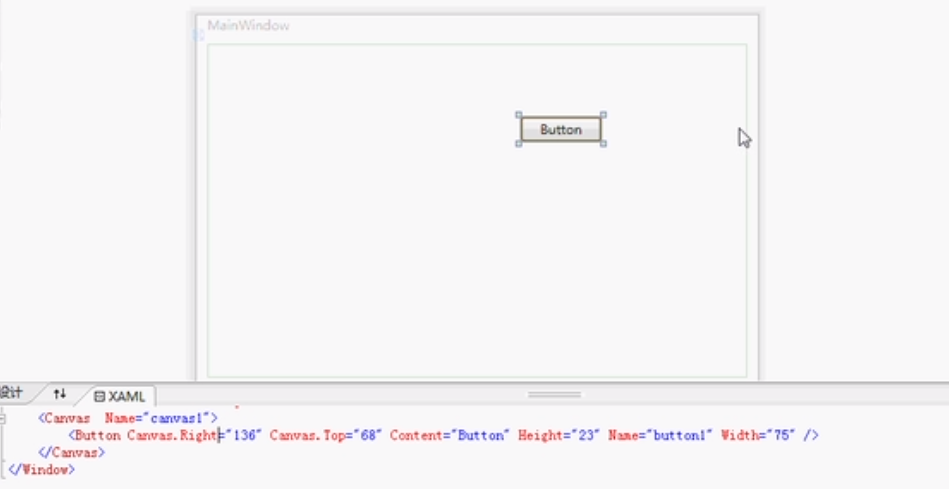 MainWindow
Button
设计
XAML
<Canvas Name="canvas1">
<Button Canvas.Right="136" Canvas.Top="68" Content="Button" Height="23" Name="button1" Width="75" />
</Canvas>
</Window>